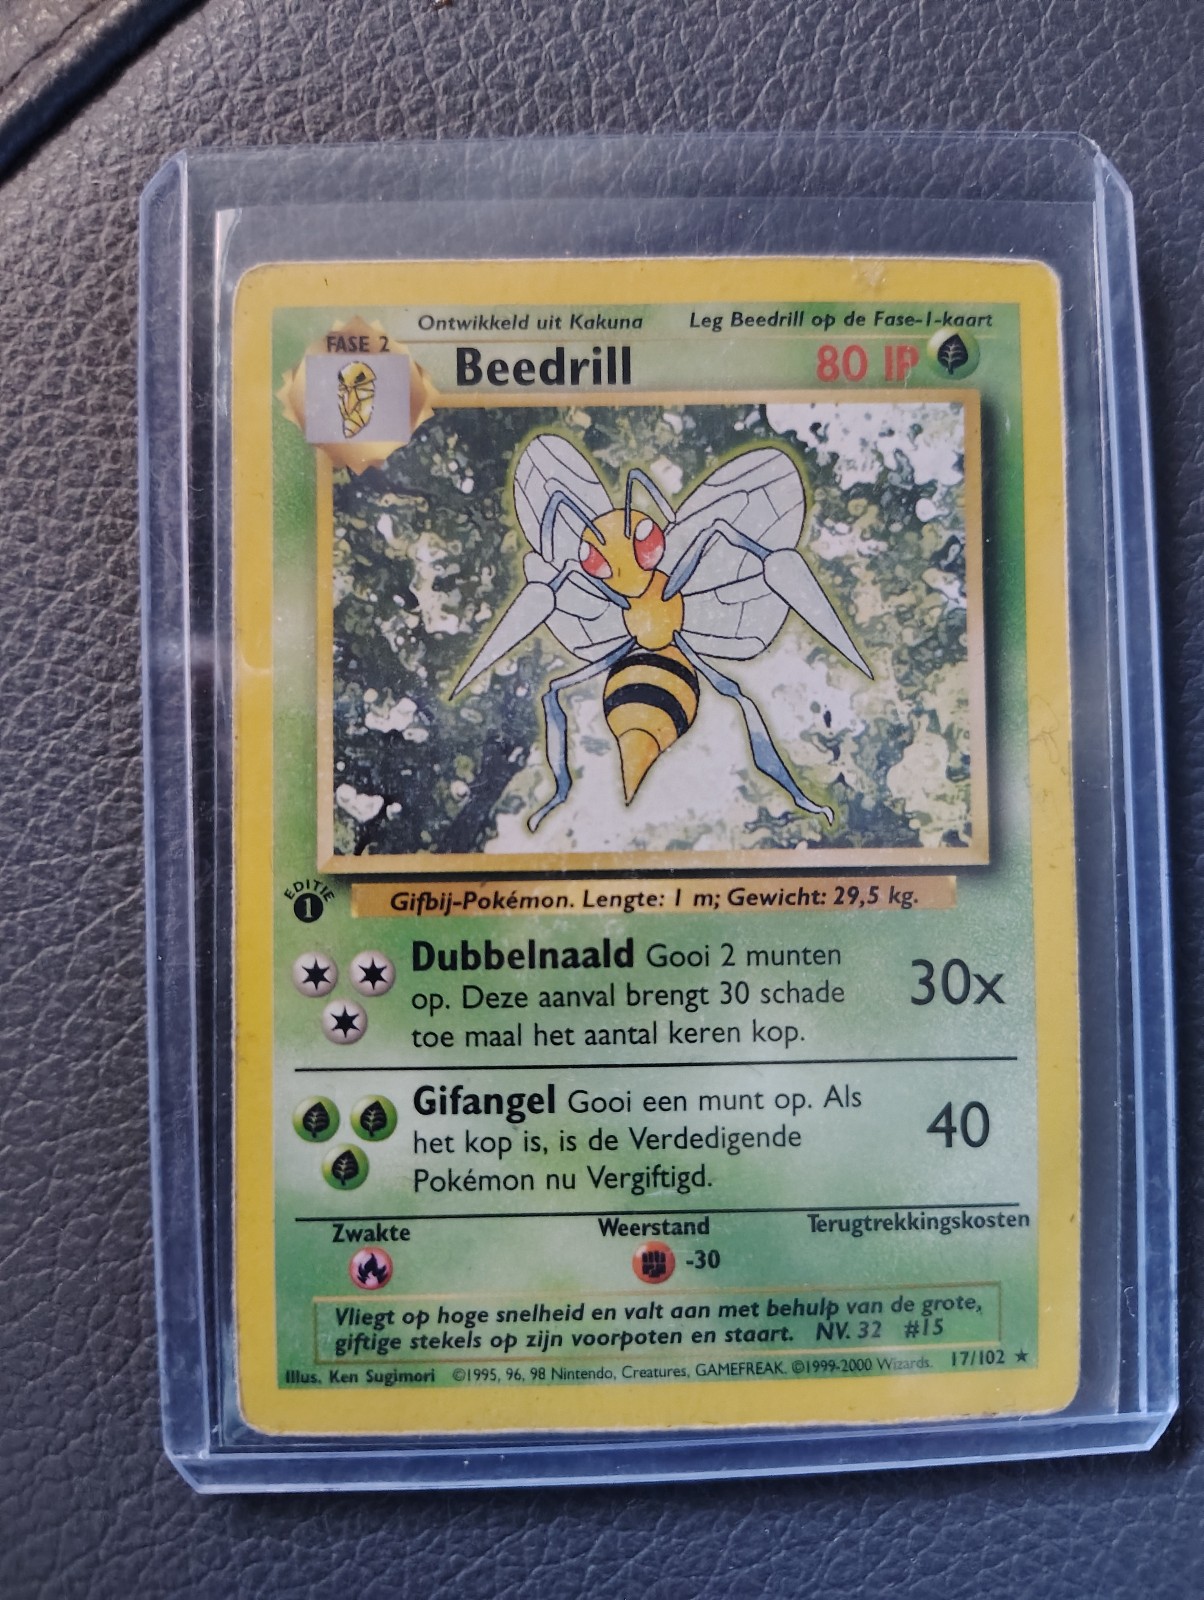 Ontwikkeld uit Kakuna
Leg Beedrill op de Fase-1-kaart
FASE 2
Beedrill
80 IP
EDITIE
1
Gifbij-Pokémon. Lengte: 1 m; Gewicht: 29,5 kg.
Dubbelnaald Gooi 2 munten
op. Deze aanval brengt 30 schade
toe maal het aantal keren kop.
30x
Gifangel Gooi een munt op. Als
het kop is, is de Verdedigende
Pokémon nu Vergiftigd.
40
Zwakte
Weerstand
Terugtrekkingskosten
-30
Vliegt op hoge snelheid en valt aan met behulp van de grote,
giftige stekels op zijn voorpoten en staart. NV. 32 #15
Illus. Ken Sugimori ©1995, 96, 98 Nintendo, Creatures, GAMEFREAK. ©1999-2000 Wizards. 17/102 ★